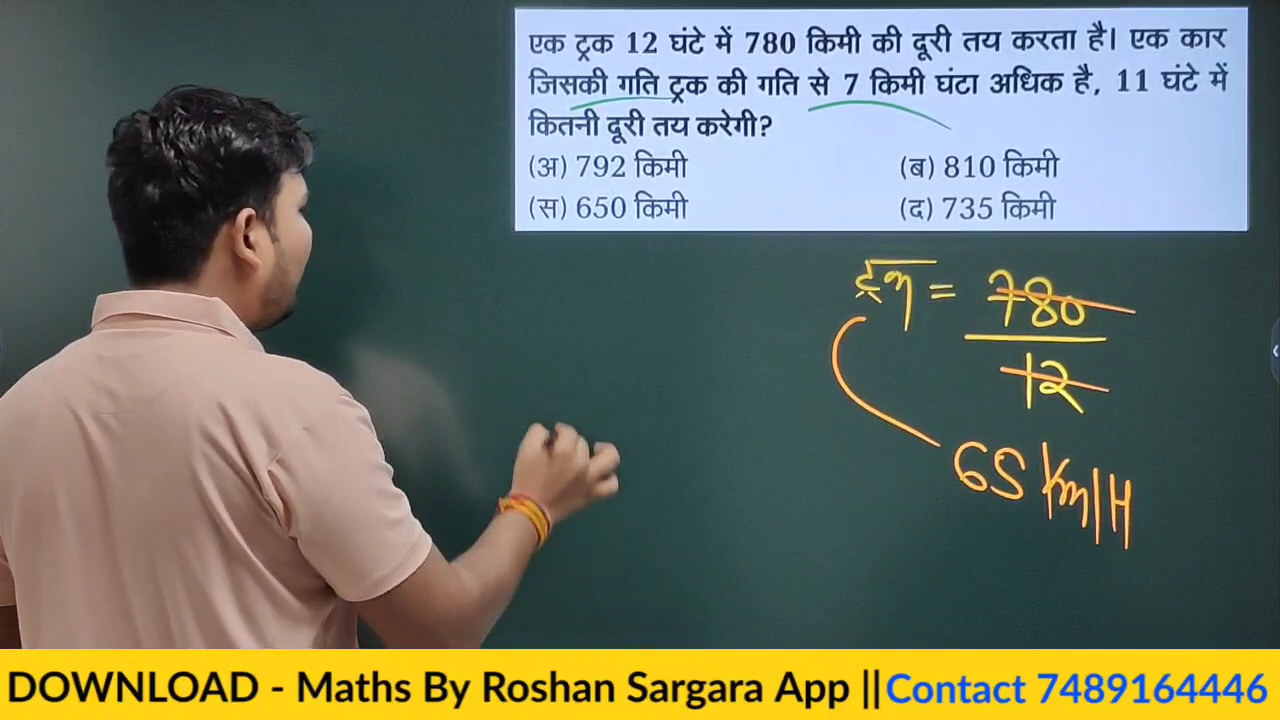 एक ट्रक 12 घंटे में 780 किमी की दूरी तय करता है। एक कार
जिसकी गति ट्रक की गति से 7 किमी घंटा अधिक है, 11 घंटे में
कितनी दूरी तय करेगी?
(अ) 792 किमी (ब) 810 किमी
(स) 650 किमी (द) 735 किमी
ट्रक = 780
12
65 Km/H
DOWNLOAD - Maths By Roshan Sargara App || Contact 7489164446